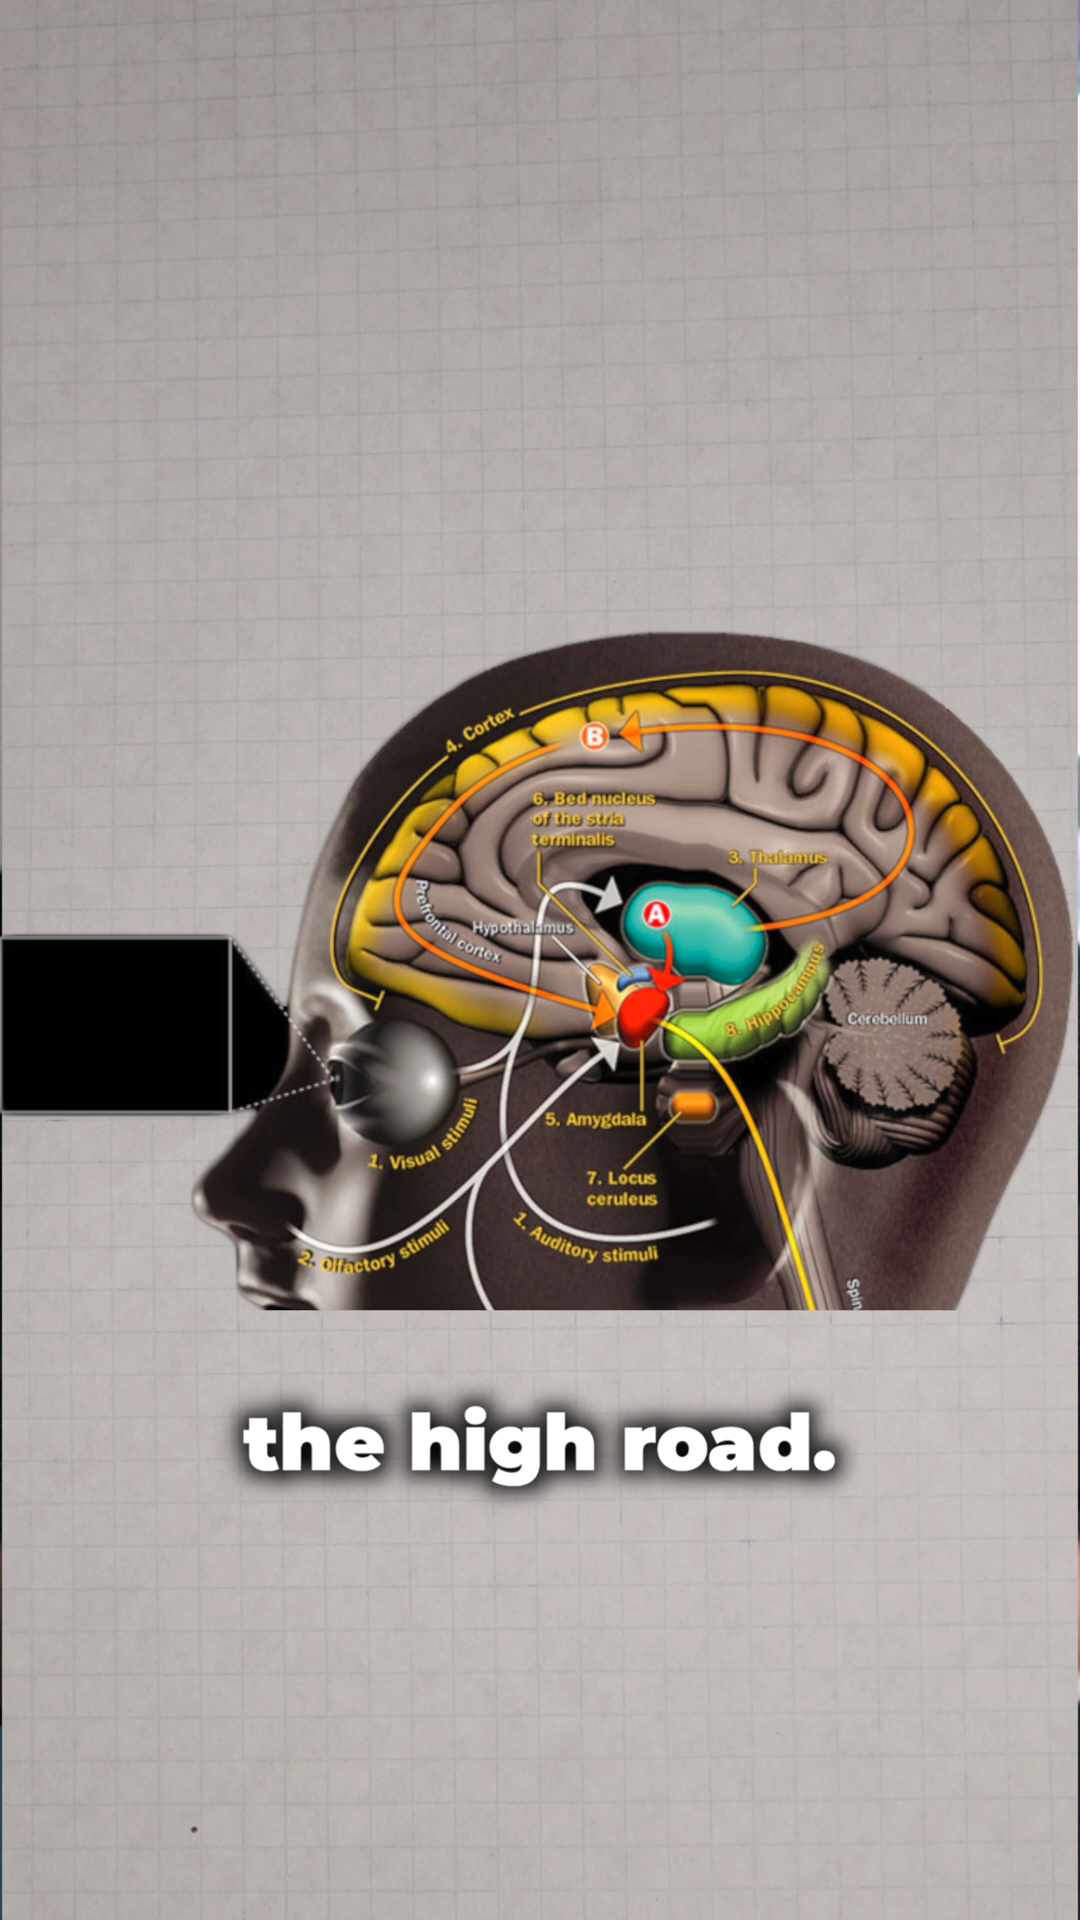 4. Cortex
B
6. Bed nucleus
of the stria
terminalis
3. Thalamus
A
Prefrontal cortex
Hypothalamus
8. Hippocampus
Cerebellum
5. Amygdala
1. Visual stimuli
7. Locus
ceruleus
1. Auditory stimuli
2. Olfactory stimuli
Spin
the high road.